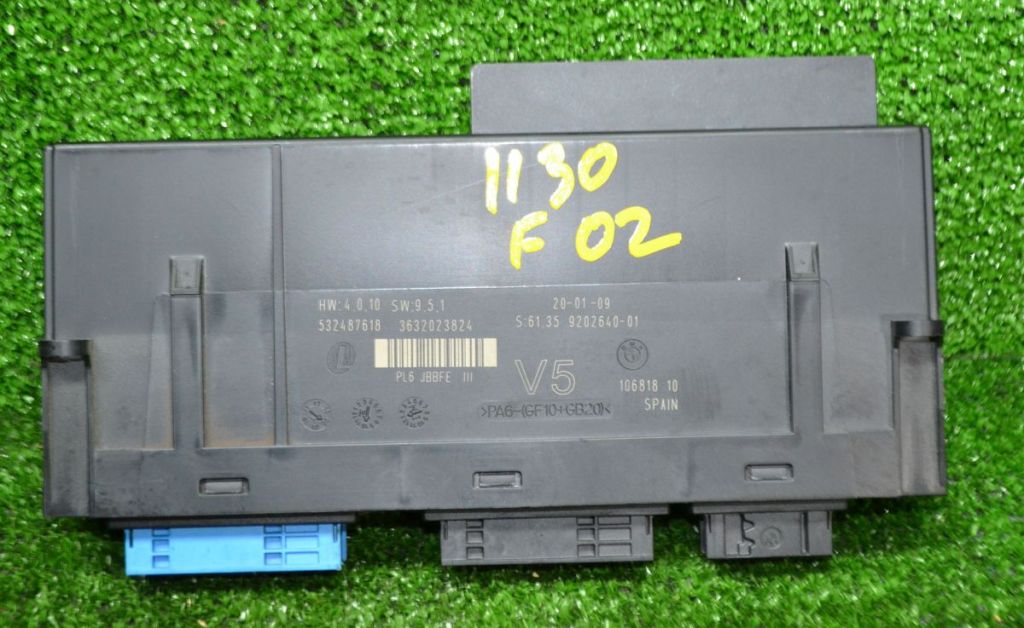 1130
F 02
HW:4.0.10 SW:9.5.1 20-01-09
532487618 3632023824 S:61.35 9202640-01
PL6 JBBFE III V5 106818 10
>PA6-(GF10+GB20)< SPAIN